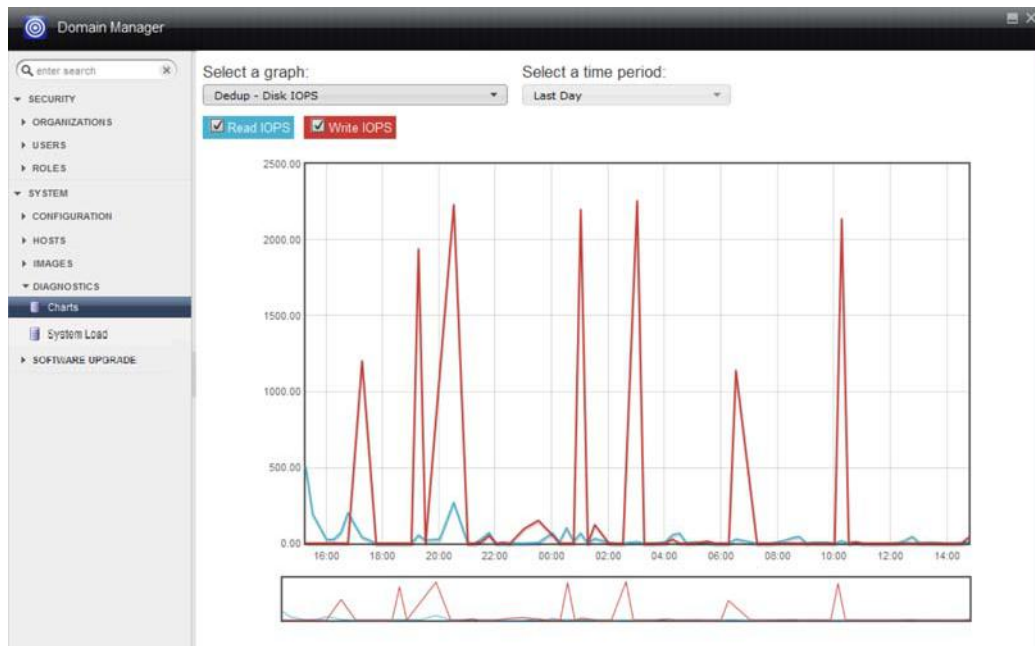 Domain Manager
enter search
SECURITY
ORGANIZATIONS
USERS
ROLES
SYSTEM
CONFIGURATION
HOSTS
IMAGES
DIAGNOSTICS
Charts
System Load
SOFTWARE UPGRADE
Select a graph: Select a time period:
Dedup - Disk IOPS Last Day
Read IOPS Write IOPS
2500.00
2000.00
1500.00
1000.00
500.00
0.00
16:00 18:00 20:00 22:00 00:00 02:00 04:00 06:00 08:00 10:00 12:00 14:00